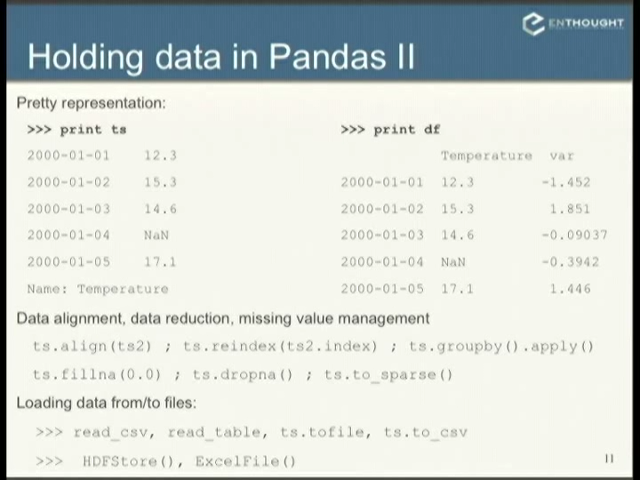 ENTHOUGHT
Holding data in Pandas II
Pretty representation:
>>> print ts
2000-01-01 12.3
2000-01-02 15.3
2000-01-03 14.6
2000-01-04 NaN
2000-01-05 17.1
Name: Temperature
>>> print df
Temperature var
2000-01-01 12.3 -1.452
2000-01-02 15.3 1.851
2000-01-03 14.6 -0.09037
2000-01-04 NaN -0.3942
2000-01-05 17.1 1.446
Data alignment, data reduction, missing value management
ts.align(ts2) ; ts.reindex(ts2.index) ; ts.groupby().apply()
ts.fillna(0.0) ; ts.dropna() ; ts.to_sparse()
Loading data from/to files:
>>> read_csv, read_table, ts.tofile, ts.to_csv
>>> HDFStore(), ExcelFile()
11